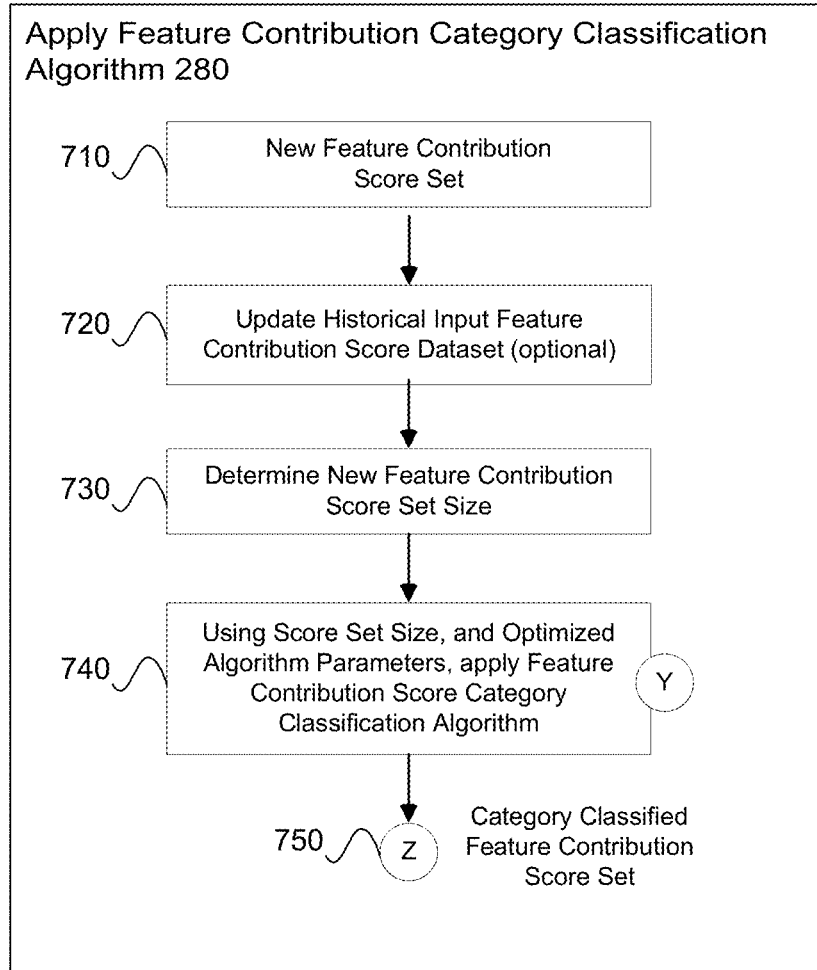 Apply Feature Contribution Category Classification
Algorithm 280
710
New Feature Contribution
Score Set
720
Update Historical Input Feature
Contribution Score Dataset (optional)
730
Determine New Feature Contribution
Score Set Size
740
Using Score Set Size, and Optimized
Algorithm Parameters, apply Feature
Contribution Score Category
Classification Algorithm
Y
750
Z
Category Classified
Feature Contribution
Score Set